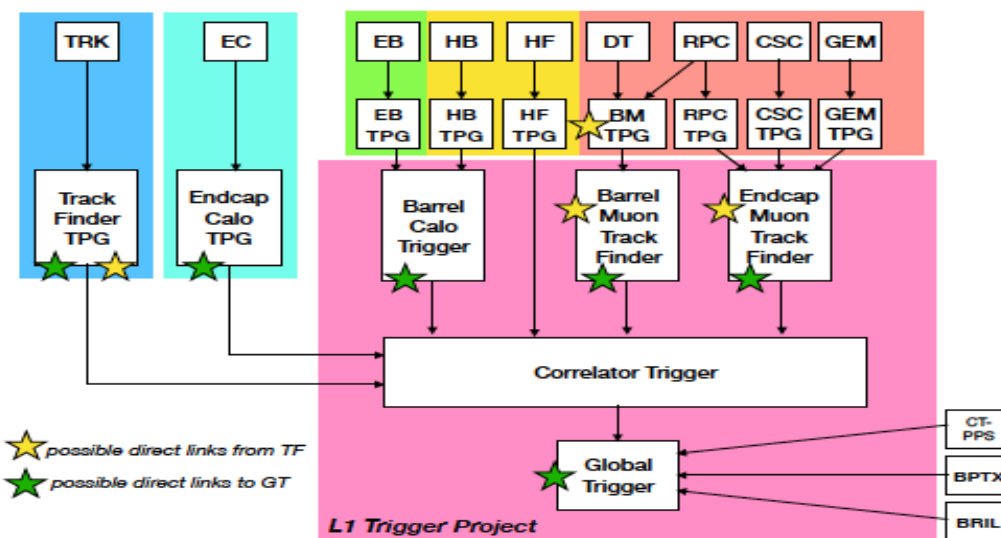 TRK
EC
EB
HB
HF
DT
RPC
CSC
GEM
EB
TPG
HB
TPG
HF
TPG
BM
TPG
RPC
TPG
CSC
TPG
GEM
TPG
Track
Finder
TPG
Endcap
Calo
TPG
Barrel
Calo
Trigger
Barrel
Muon
Track
Finder
Endcap
Muon
Track
Finder
Correlator Trigger
possible direct links from TF
possible direct links to GT
Global
Trigger
CT-
PPS
BPTX
BRIL
L1 Trigger Project